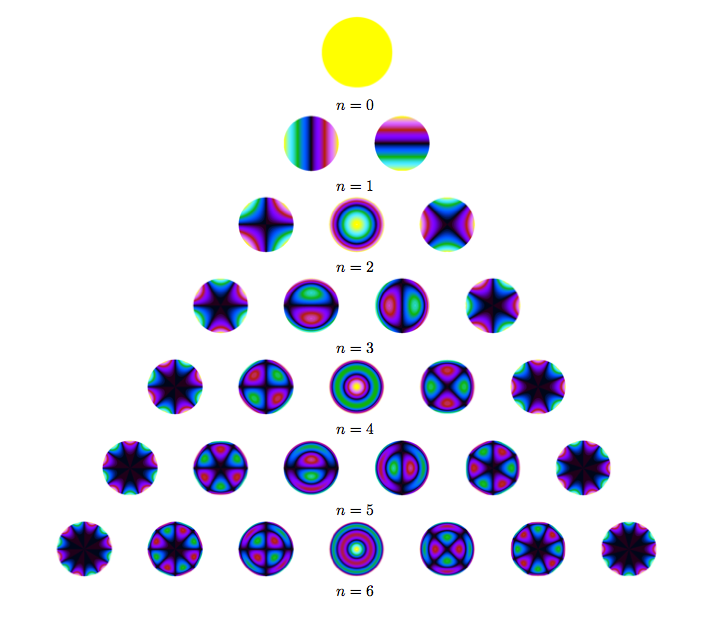 n = 0
n = 1
n = 2
n = 3
n = 4
n = 5
n = 6